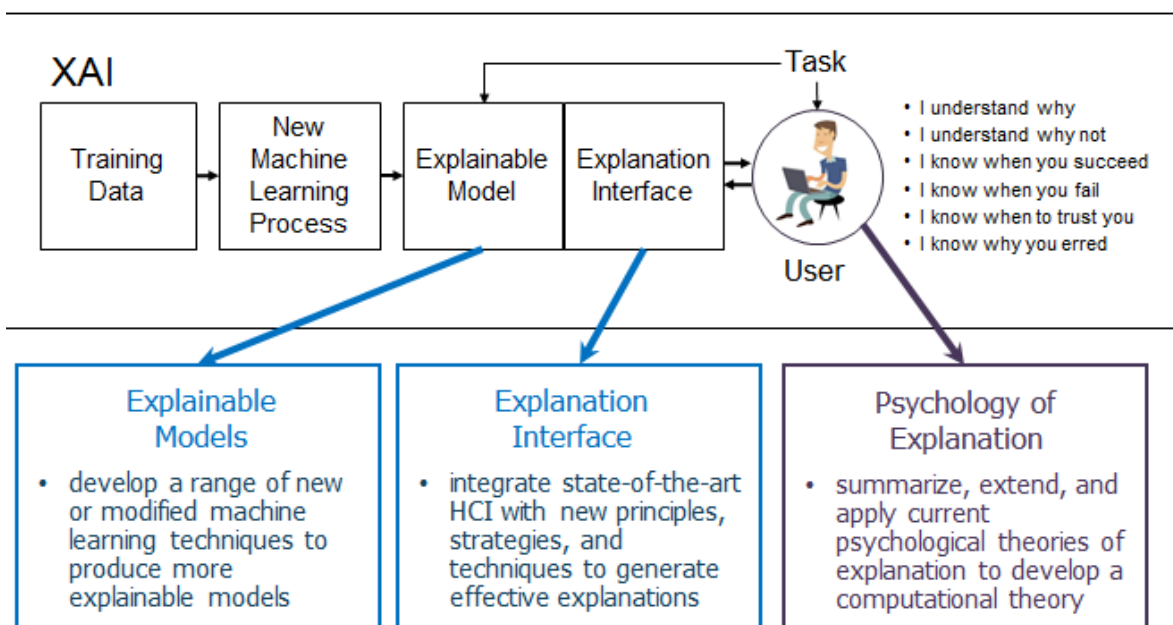 XAI
Task
Training
Data
New
Machine
Learning
Process
Explainable
Model
Explanation
Interface
User
• I understand why
• I understand why not
• I know when you succeed
• I know when you fail
• I know when to trust you
• I know why you erred
Explainable
Models
• develop a range of new
or modified machine
learning techniques to
produce more
explainable models
Explanation
Interface
• integrate state-of-the-art
HCI with new principles,
strategies, and
techniques to generate
effective explanations
Psychology of
Explanation
• summarize, extend, and
apply current
psychological theories of
explanation to develop a
computational theory